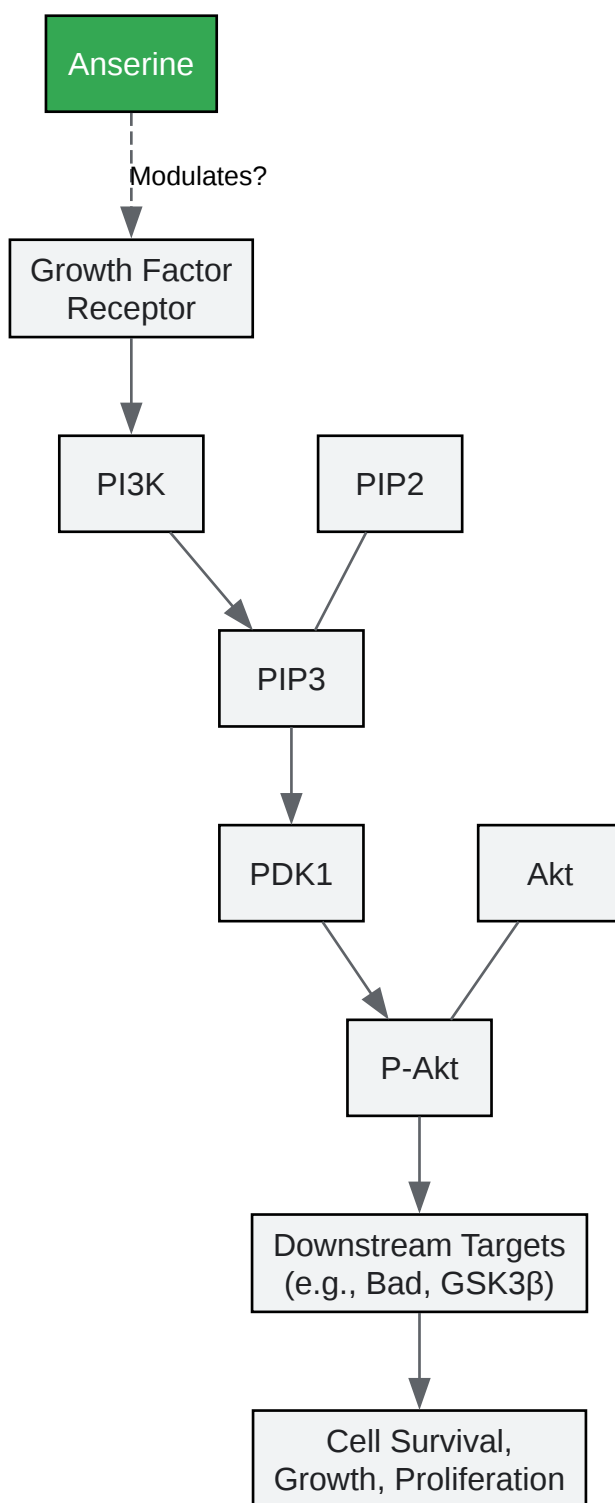 Anserine
Modulates?
Growth Factor
Receptor
PI3K
PIP2
PIP3
PDK1
Akt
P-Akt
Downstream Targets
(e.g., Bad, GSK3β)
Cell Survival,
Growth, Proliferation